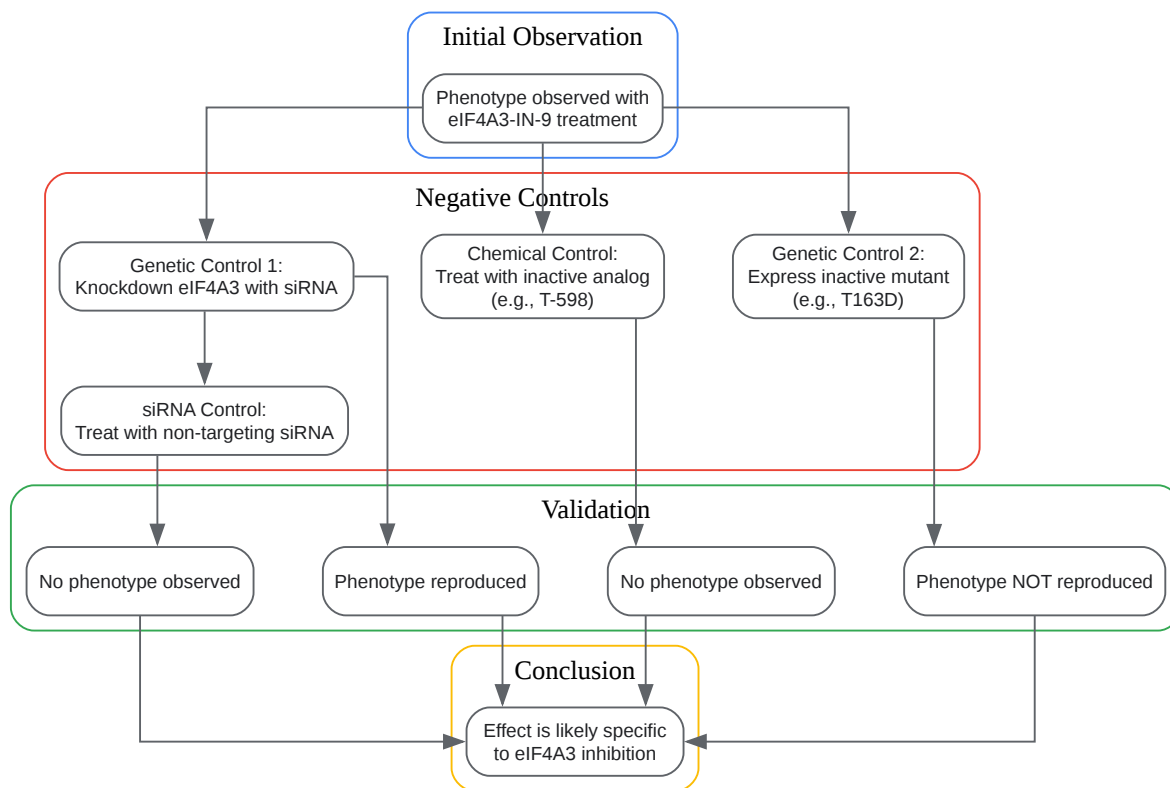 Initial Observation
Phenotype observed with
eIF4A3-IN-9 treatment
Negative Controls
Genetic Control 1:
Knockdown eIF4A3 with siRNA
Chemical Control:
Treat with inactive analog
(e.g., T-598)
Genetic Control 2:
Express inactive mutant
(e.g., T163D)
siRNA Control:
Treat with non-targeting siRNA
Validation
No phenotype observed
Phenotype reproduced
No phenotype observed
Phenotype NOT reproduced
Conclusion
Effect is likely specific
to eIF4A3 inhibition